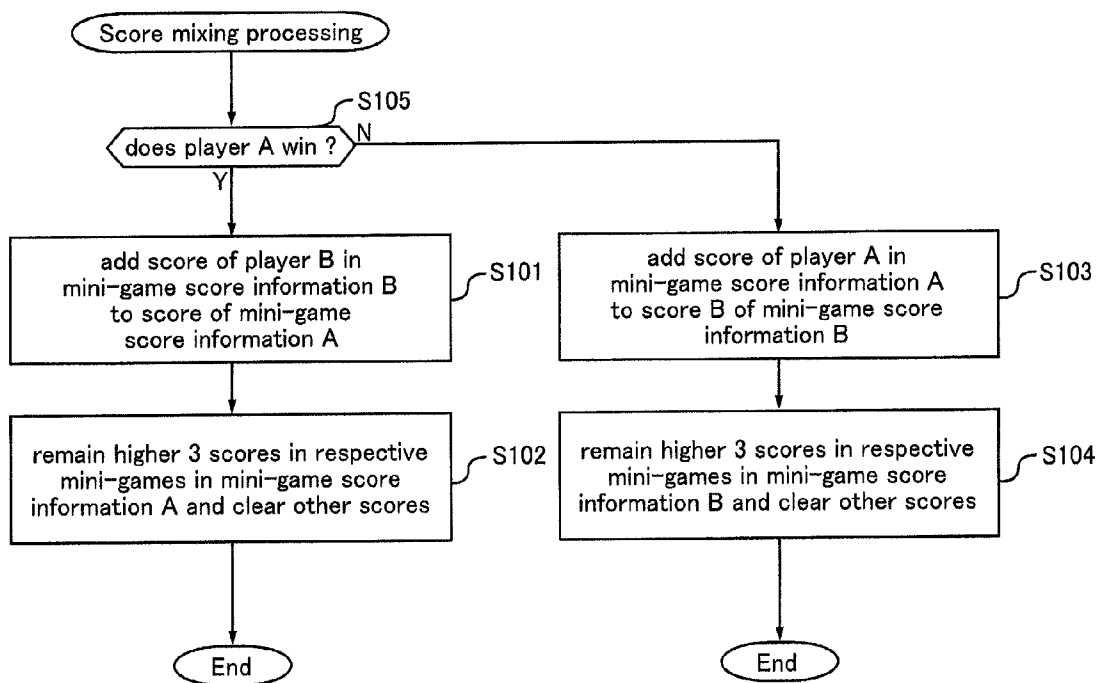 Score mixing processing
S105
does player A win ?
N
Y
add score of player B in
mini-game score information B
to score of mini-game
score information A
S101
add score of player A in
mini-game score information A
to score B of mini-game score
information B
S103
remain higher 3 scores in respective
mini-games in mini-game score
information A and clear other scores
S102
remain higher 3 scores in respective
mini-games in mini-game score
information B and clear other scores
S104
End
End